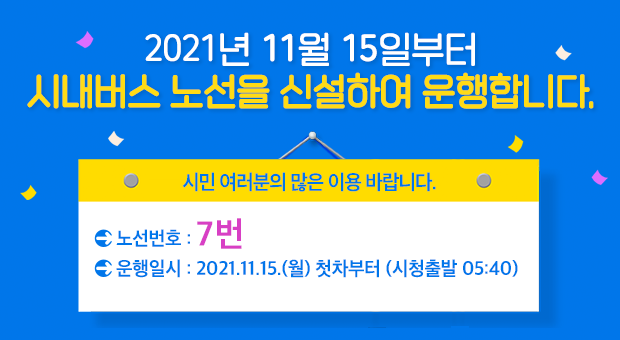 2021년 11월 15일부터
시내버스 노선을 신설하여 운행합니다.
시민 여러분의 많은 이용 바랍니다.
노선번호 : 7번
운행일시 : 2021.11.15.(월) 첫차부터 (시청출발 05:40)